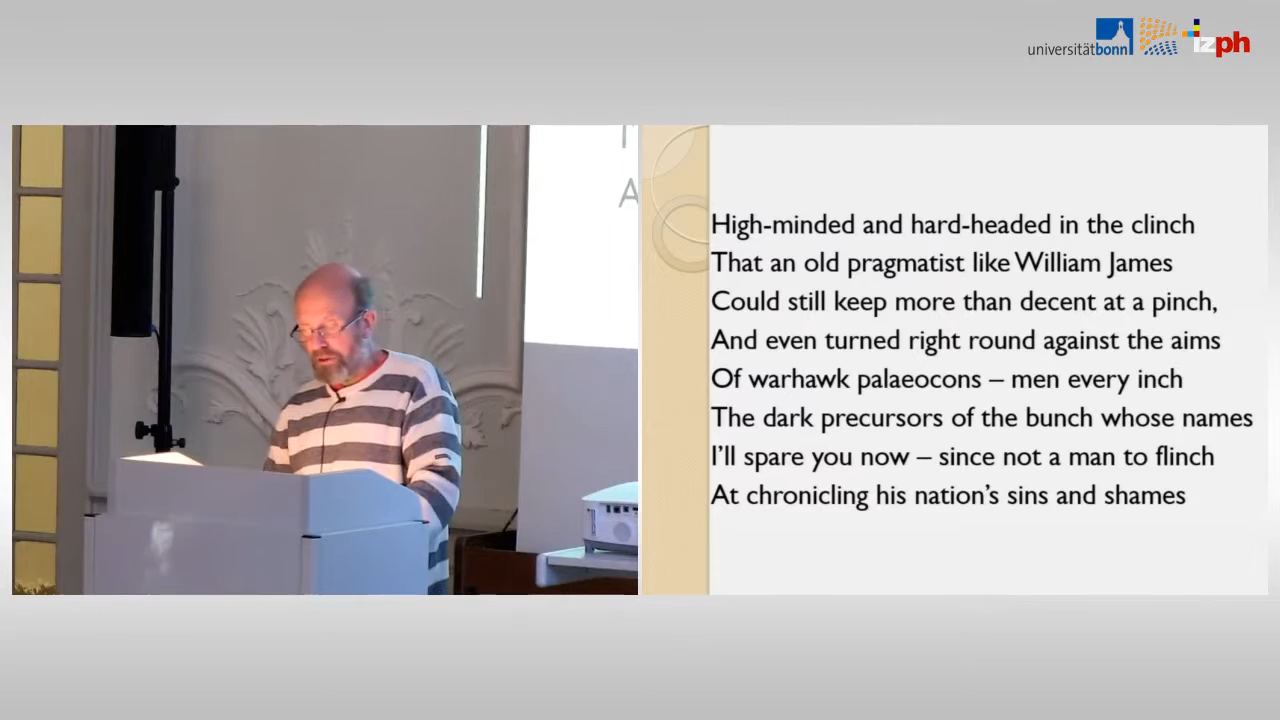 universitätbonn
izph
A
High-minded and hard-headed in the clinch
That an old pragmatist like William James
Could still keep more than decent at a pinch,
And even turned right round against the aims
Of warhawk palaeocons – men every inch
The dark precursors of the bunch whose names
I'll spare you now – since not a man to flinch
At chronicling his nation's sins and shames